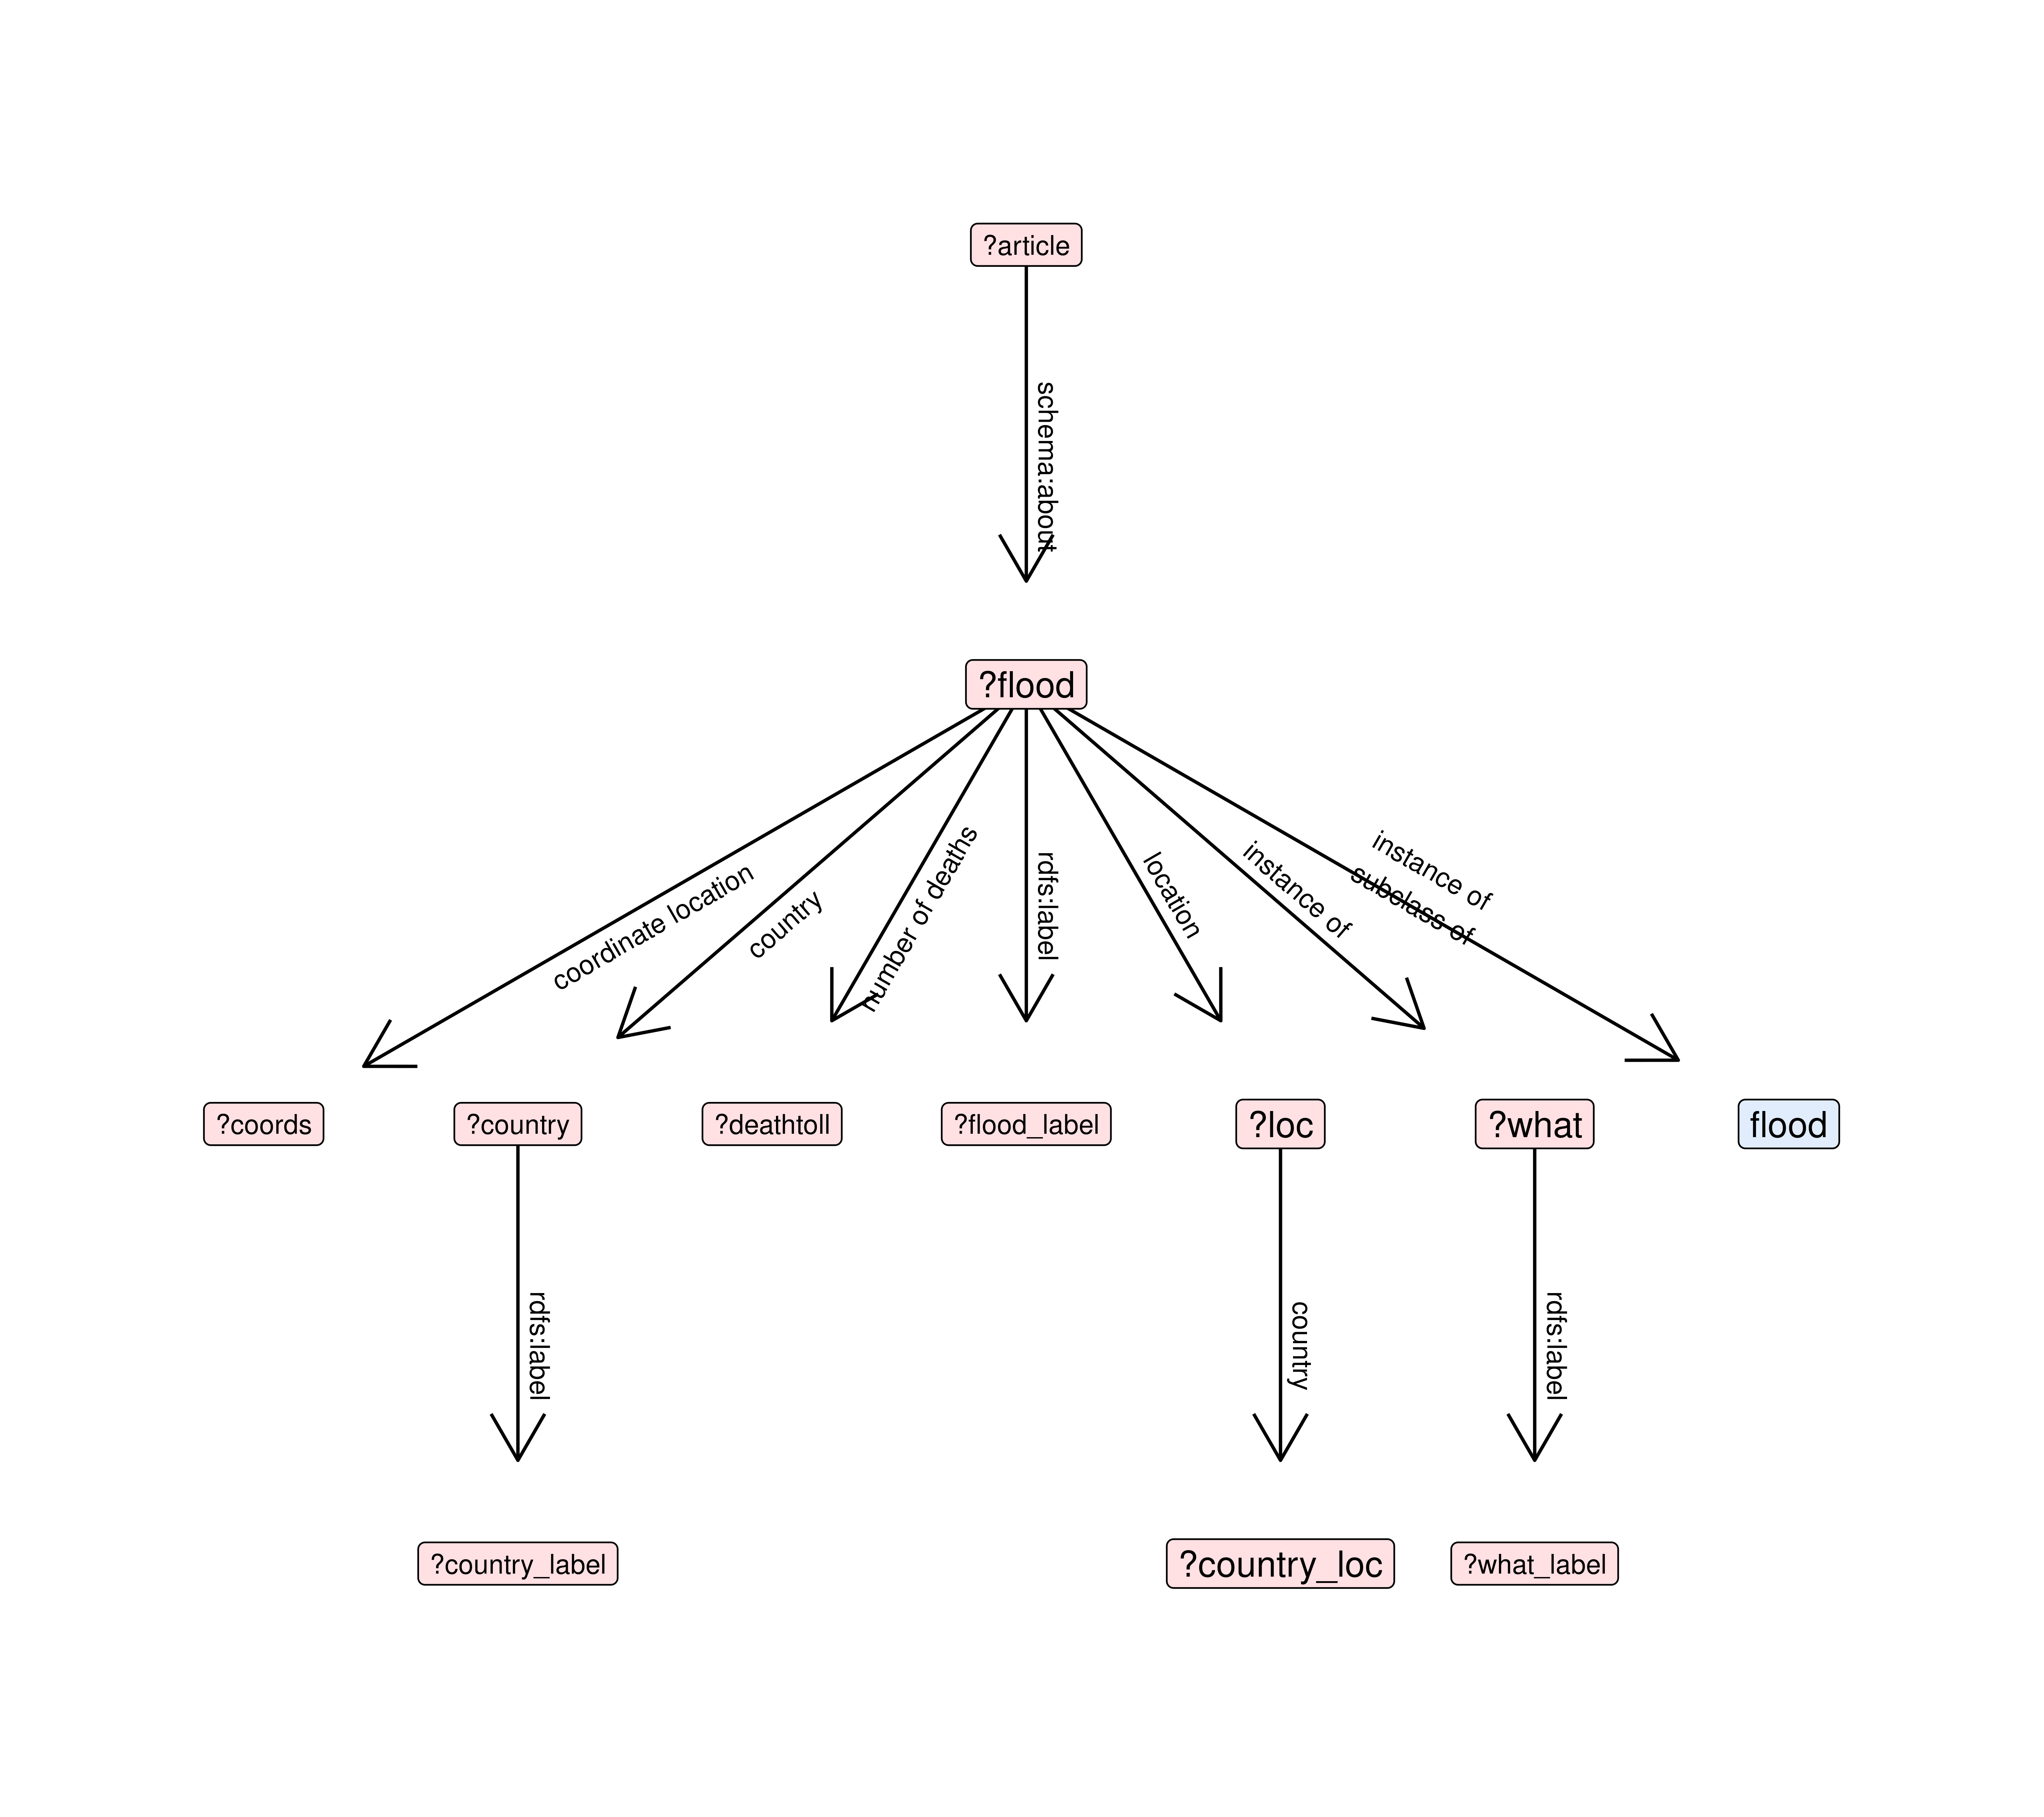 ?article
schema:about
?flood
coordinate location
country
number of deaths
rdfs:label
location
instance of
instance of
subclass of
?coords
?country
?deathtoll
?flood_label
?loc
?what
flood
rdfs:label
country
rdfs:label
?country_label
?country_loc
?what_label